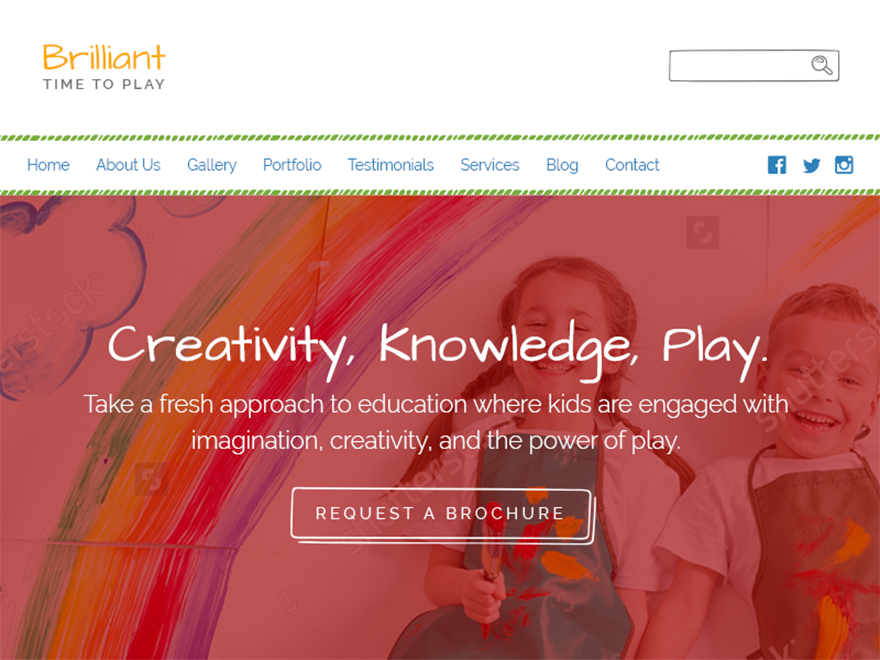 Brilliant
TIME TO PLAY
Home About Us Gallery Portfolio Testimonials Services Blog Contact
Creativity, Knowledge, Play.
Take a fresh approach to education where kids are engaged with
imagination, creativity, and the power of play.
REQUEST A BROCHURE